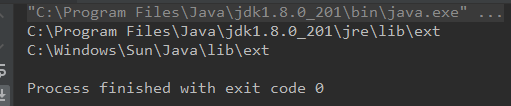 "C:\Program Files\Java\jdk1.8.0_201\bin\java.exe" ...
C:\Program Files\Java\jdk1.8.0_201\jre\lib\ext
C:\Windows\Sun\Java\lib\ext
Process finished with exit code 0